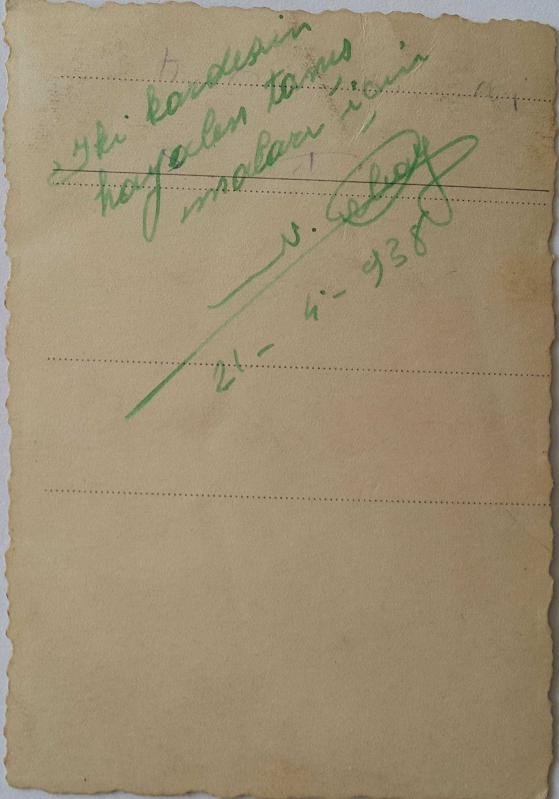 İki kardeşin
hayalen tanış
maları için
21-4-938